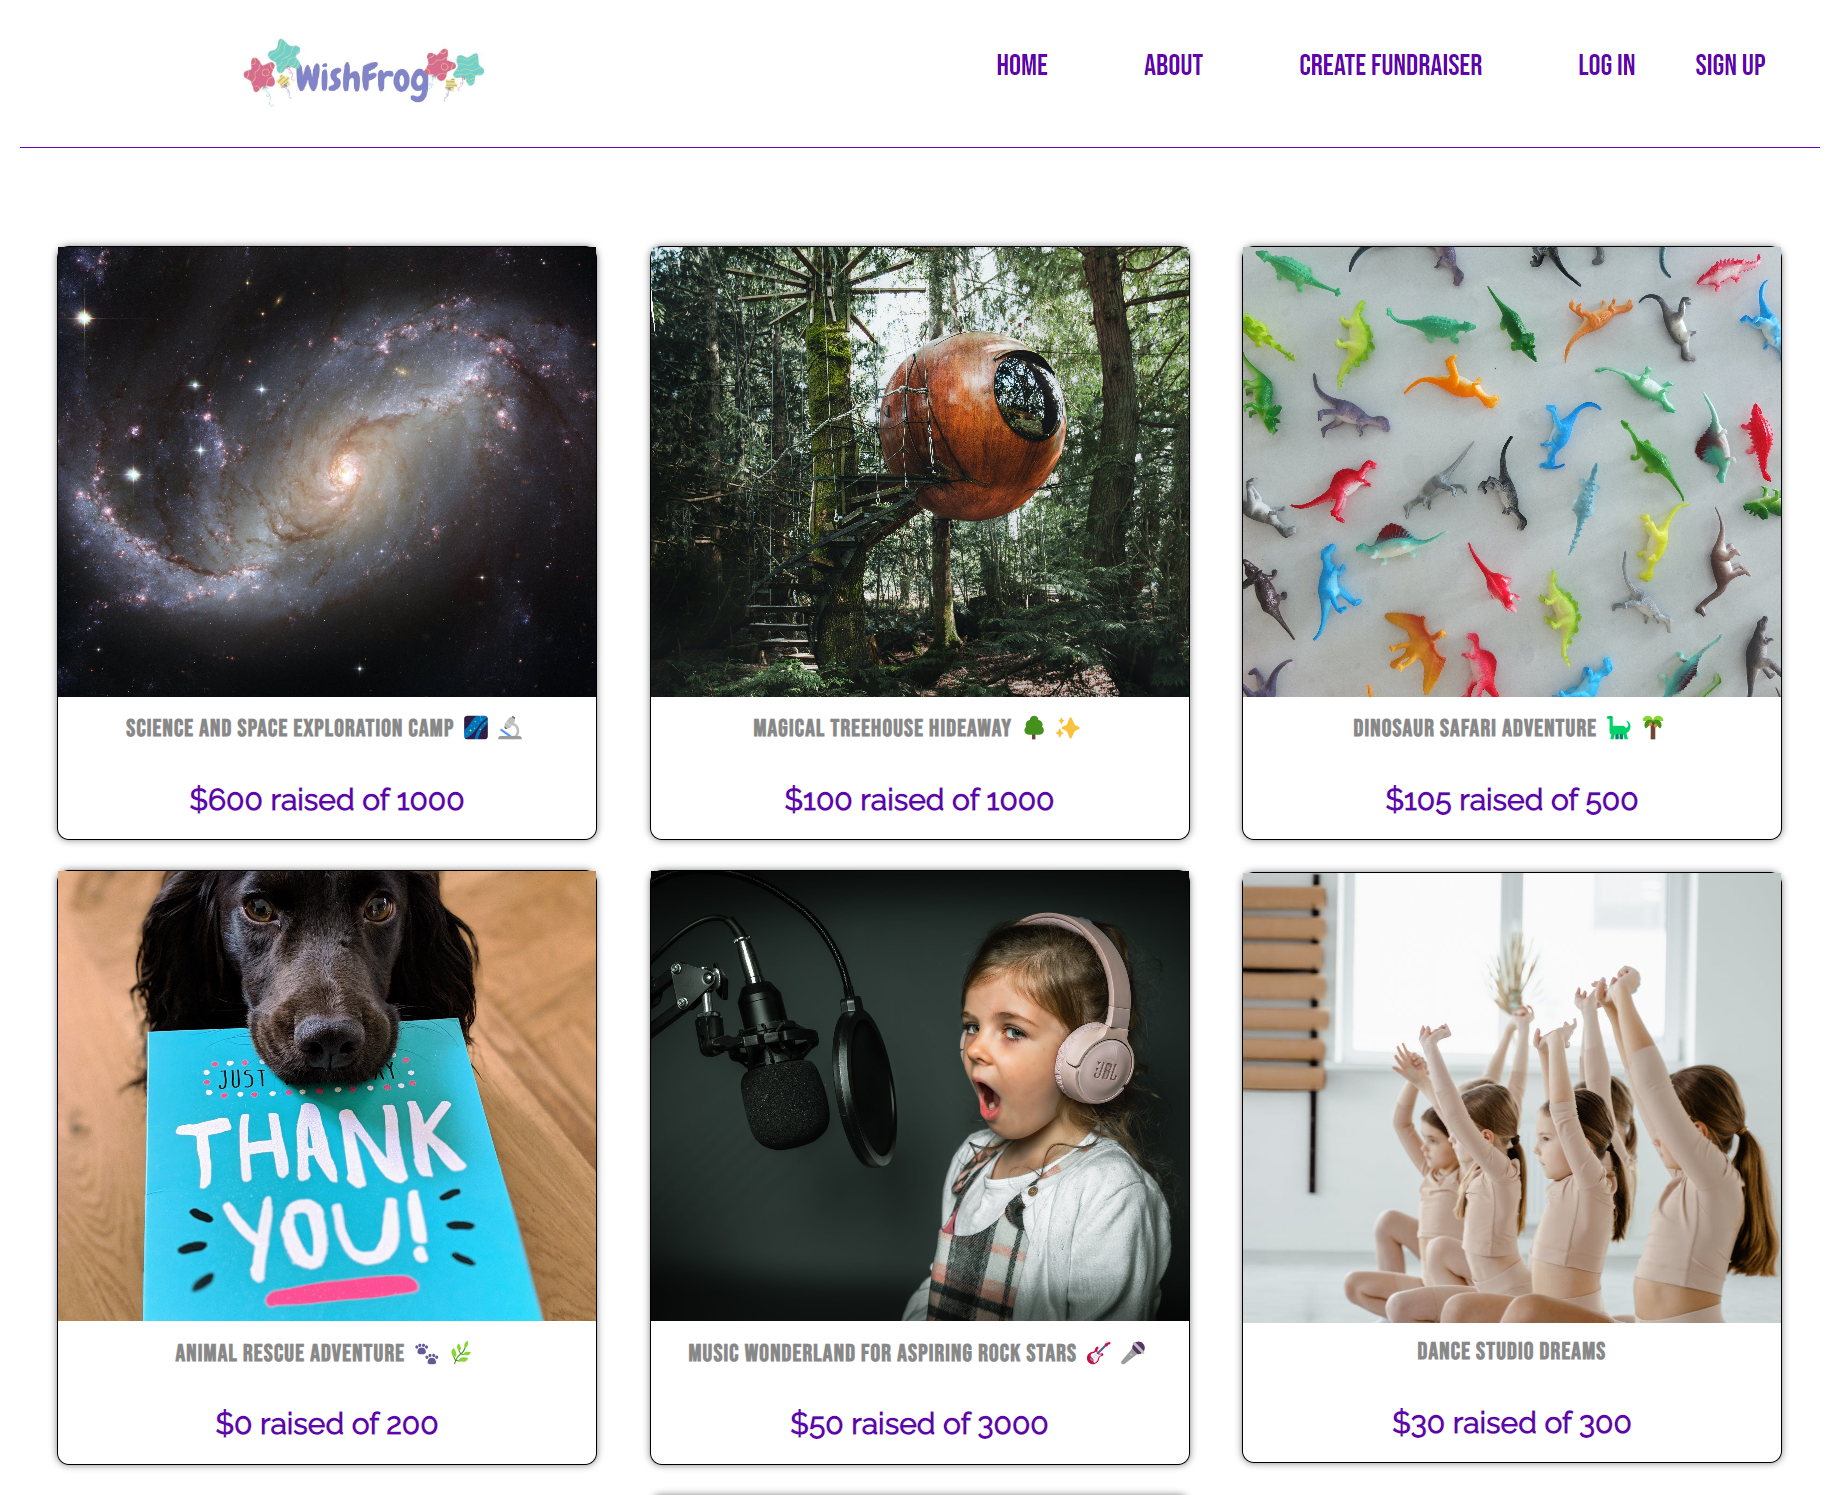 WishFrog
HOME ABOUT CREATE FUNDRAISER LOG IN SIGN UP
SCIENCE AND SPACE EXPLORATION CAMP 🌌 🔬
$600 raised of 1000
MAGICAL TREEHOUSE HIDEAWAY 🌳 ✨
$100 raised of 1000
DINOSAUR SAFARI ADVENTURE 🦕 🌴
$105 raised of 500
JUST
THANK
YOU!
ANIMAL RESCUE ADVENTURE 🐾 🌿
$0 raised of 200
JBL
MUSIC WONDERLAND FOR ASPIRING ROCK STARS 🎸 🎤
$50 raised of 3000
DANCE STUDIO DREAMS
$30 raised of 300